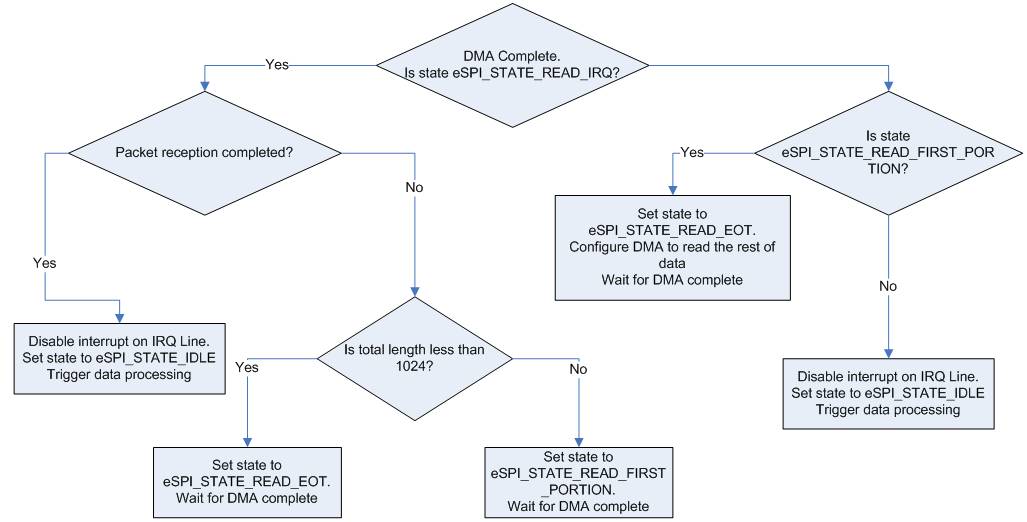 DMA Complete.
Is state eSPI_STATE_READ_IRQ?
Yes
Packet reception completed?
Is state
eSPI_STATE_READ_FIRST_POR
TION?
Yes
No
Set state to
eSPI_STATE_READ_EOT.
Configure DMA to read the rest of
data
Wait for DMA complete
Yes
No
Disable interrupt on IRQ Line.
Set state to eSPI_STATE_IDLE
Trigger data processing
Is total length less than
1024?
Yes
No
Disable interrupt on IRQ Line.
Set state to eSPI_STATE_IDLE
Trigger data processing
Set state to
eSPI_STATE_READ_EOT.
Wait for DMA complete
Set state to
eSPI_STATE_READ_FIRST
_PORTION.
Wait for DMA complete